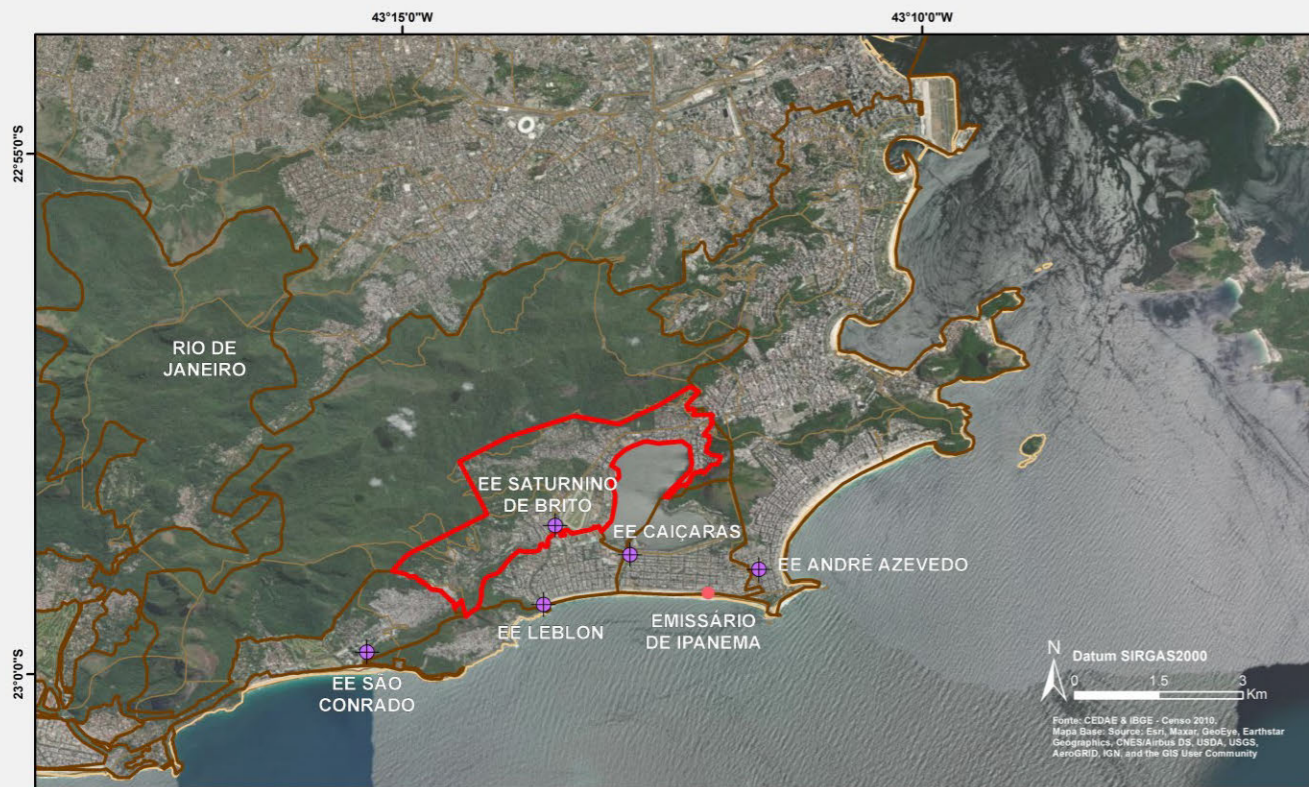 43°15'0"W
43°10'0"W
22°55'0"S
23°0'0"S
RIO DE
JANEIRO
EE SATURNINO
DE BRITO
EE CAIÇARAS
EE ANDRÉ AZEVEDO
EE LEBLON
EMISSÁRIO
DE IPANEMA
EE SÃO
CONRADO
N
Datum SIRGAS2000
0 1.5 3
Km
Fonte: CEDAE & IBGE - Censo 2010.
Mapa Base: Source: Esri, Maxar, GeoEye, Earthstar
Geographics, CNES/Airbus DS, USDA, USGS,
AeroGRID, IGN, and the GIS User Community